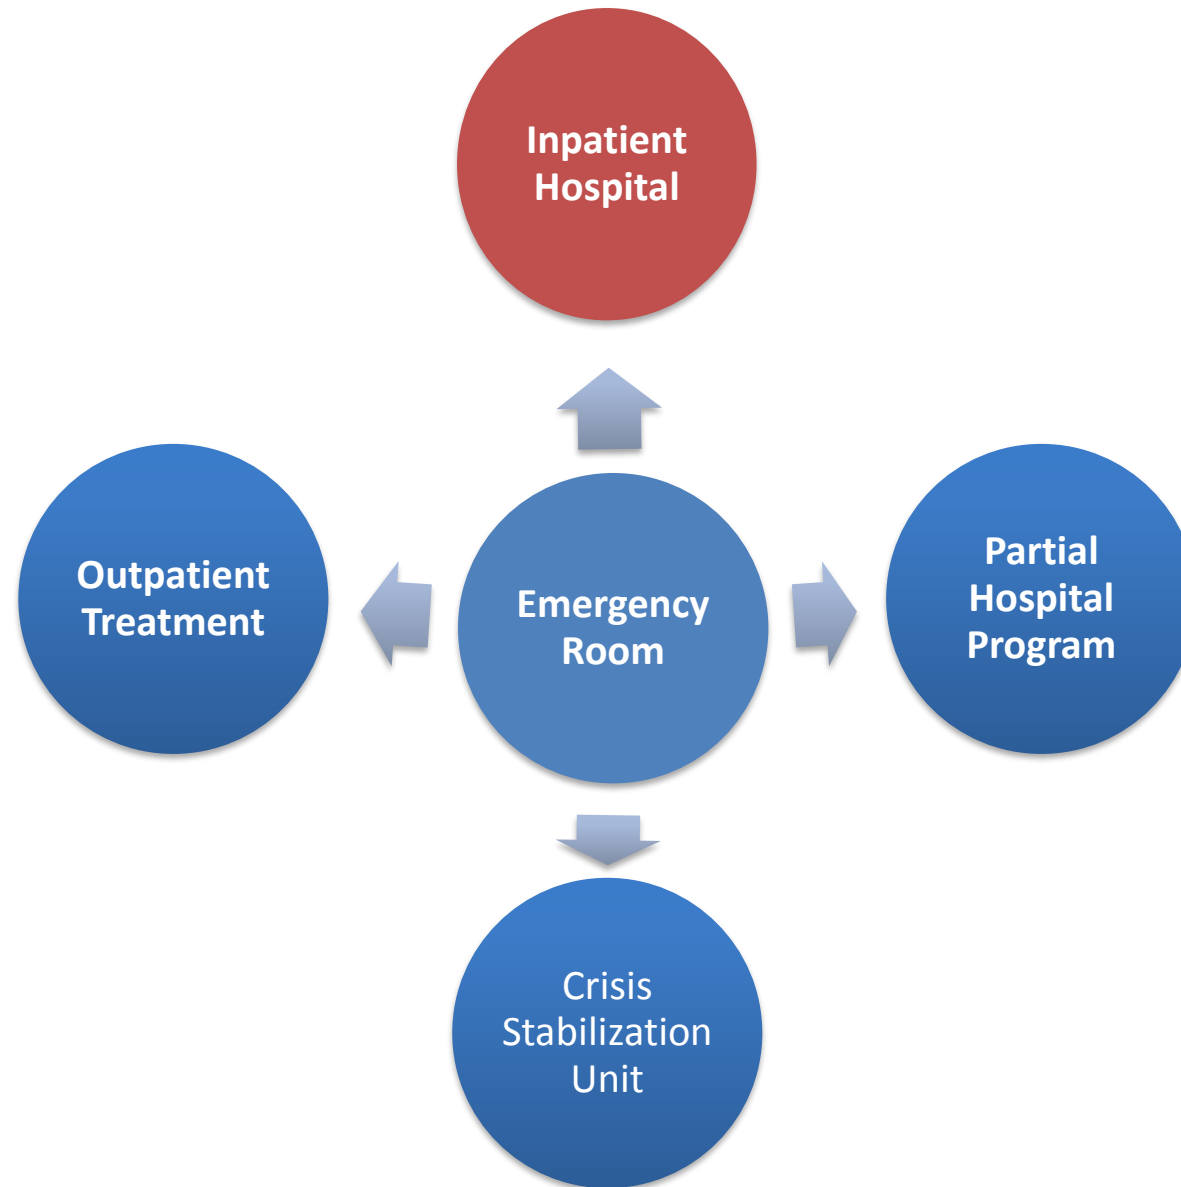 Inpatient
Hospital
Outpatient
Treatment
Emergency
Room
Partial
Hospital
Program
Crisis
Stabilization
Unit